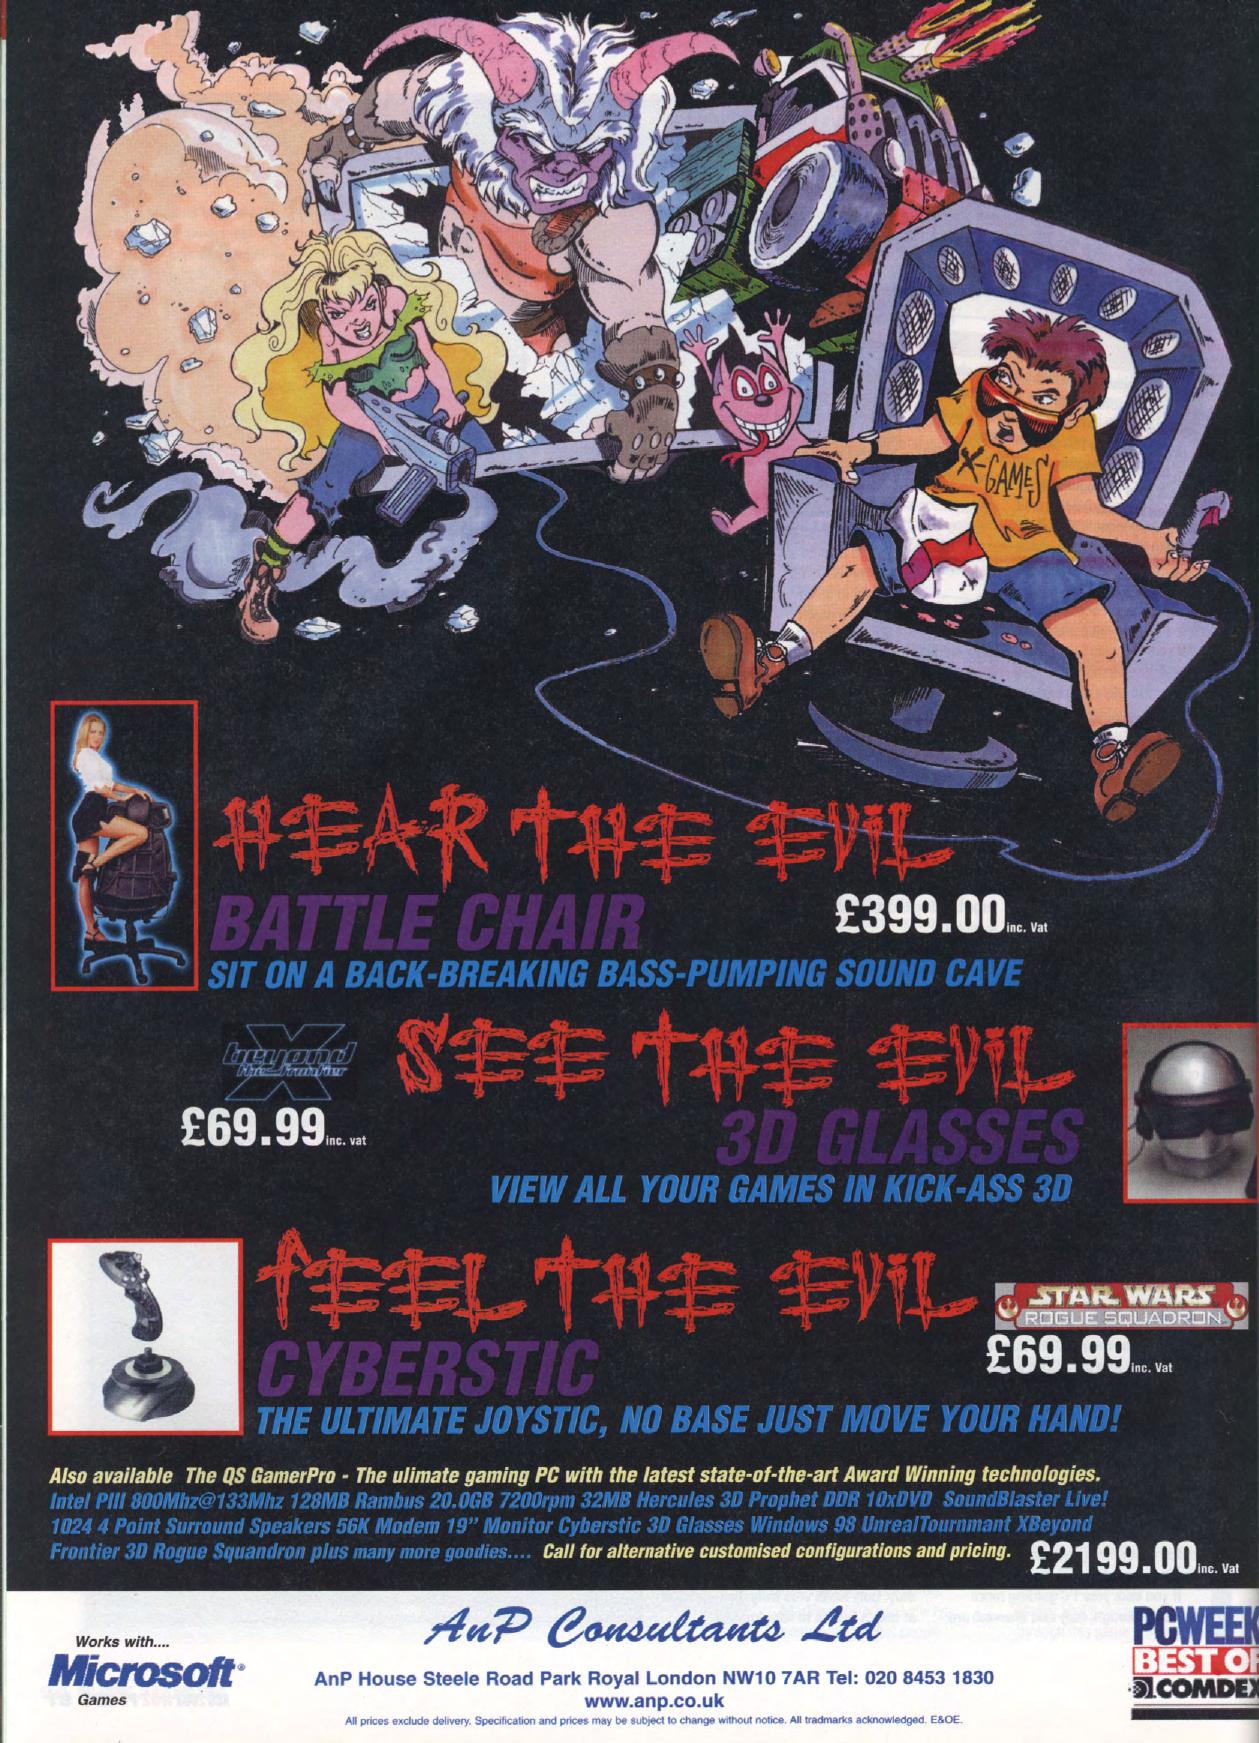 X-GAMES
HEAR THE EVIL
BATTLE CHAIR
£399.00 inc. Vat
SIT ON A BACK-BREAKING BASS-PUMPING SOUND CAVE
X
beyond
the frontier
SEE THE EVIL
£69.99 inc. vat
3D GLASSES
VIEW ALL YOUR GAMES IN KICK-ASS 3D
FEEL THE EVIL
STAR WARS
ROGUE SQUADRON
CYBERSTIC
£69.99 inc. Vat
THE ULTIMATE JOYSTIC, NO BASE JUST MOVE YOUR HAND!
Also available The QS GamerPro - The ulimate gaming PC with the latest state-of-the-art Award Winning technologies.
Intel PIII 800Mhz@133Mhz 128MB Rambus 20.0GB 7200rpm 32MB Hercules 3D Prophet DDR 10xDVD SoundBlaster Live!
1024 4 Point Surround Speakers 56K Modem 19" Monitor Cyberstic 3D Glasses Windows 98 UnrealTournmant XBeyond
Frontier 3D Rogue Squandron plus many more goodies.... Call for alternative customised configurations and pricing. £2199.00 inc. Vat
Works with....
Microsoft®
Games
AnP Consultants Ltd
AnP House Steele Road Park Royal London NW10 7AR Tel: 020 8453 1830
www.anp.co.uk
All prices exclude delivery. Specification and prices may be subject to change without notice. All tradmarks acknowledged. E&OE.
PCWEEK
BEST OF
COMDEX